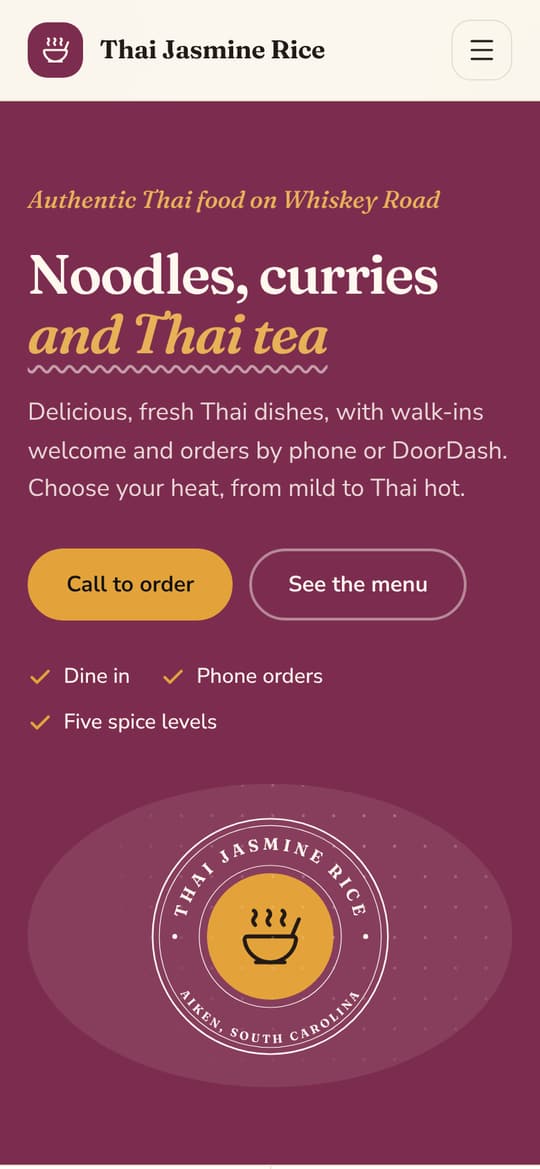 Thai Jasmine Rice
Authentic Thai food on Whiskey Road
Noodles, curries
and Thai tea
Delicious, fresh Thai dishes, with walk-ins
welcome and orders by phone or DoorDash.
Choose your heat, from mild to Thai hot.
Call to order
See the menu
Dine in
Phone orders
Five spice levels
THAI JASMINE RICE
AIKEN, SOUTH CAROLINA